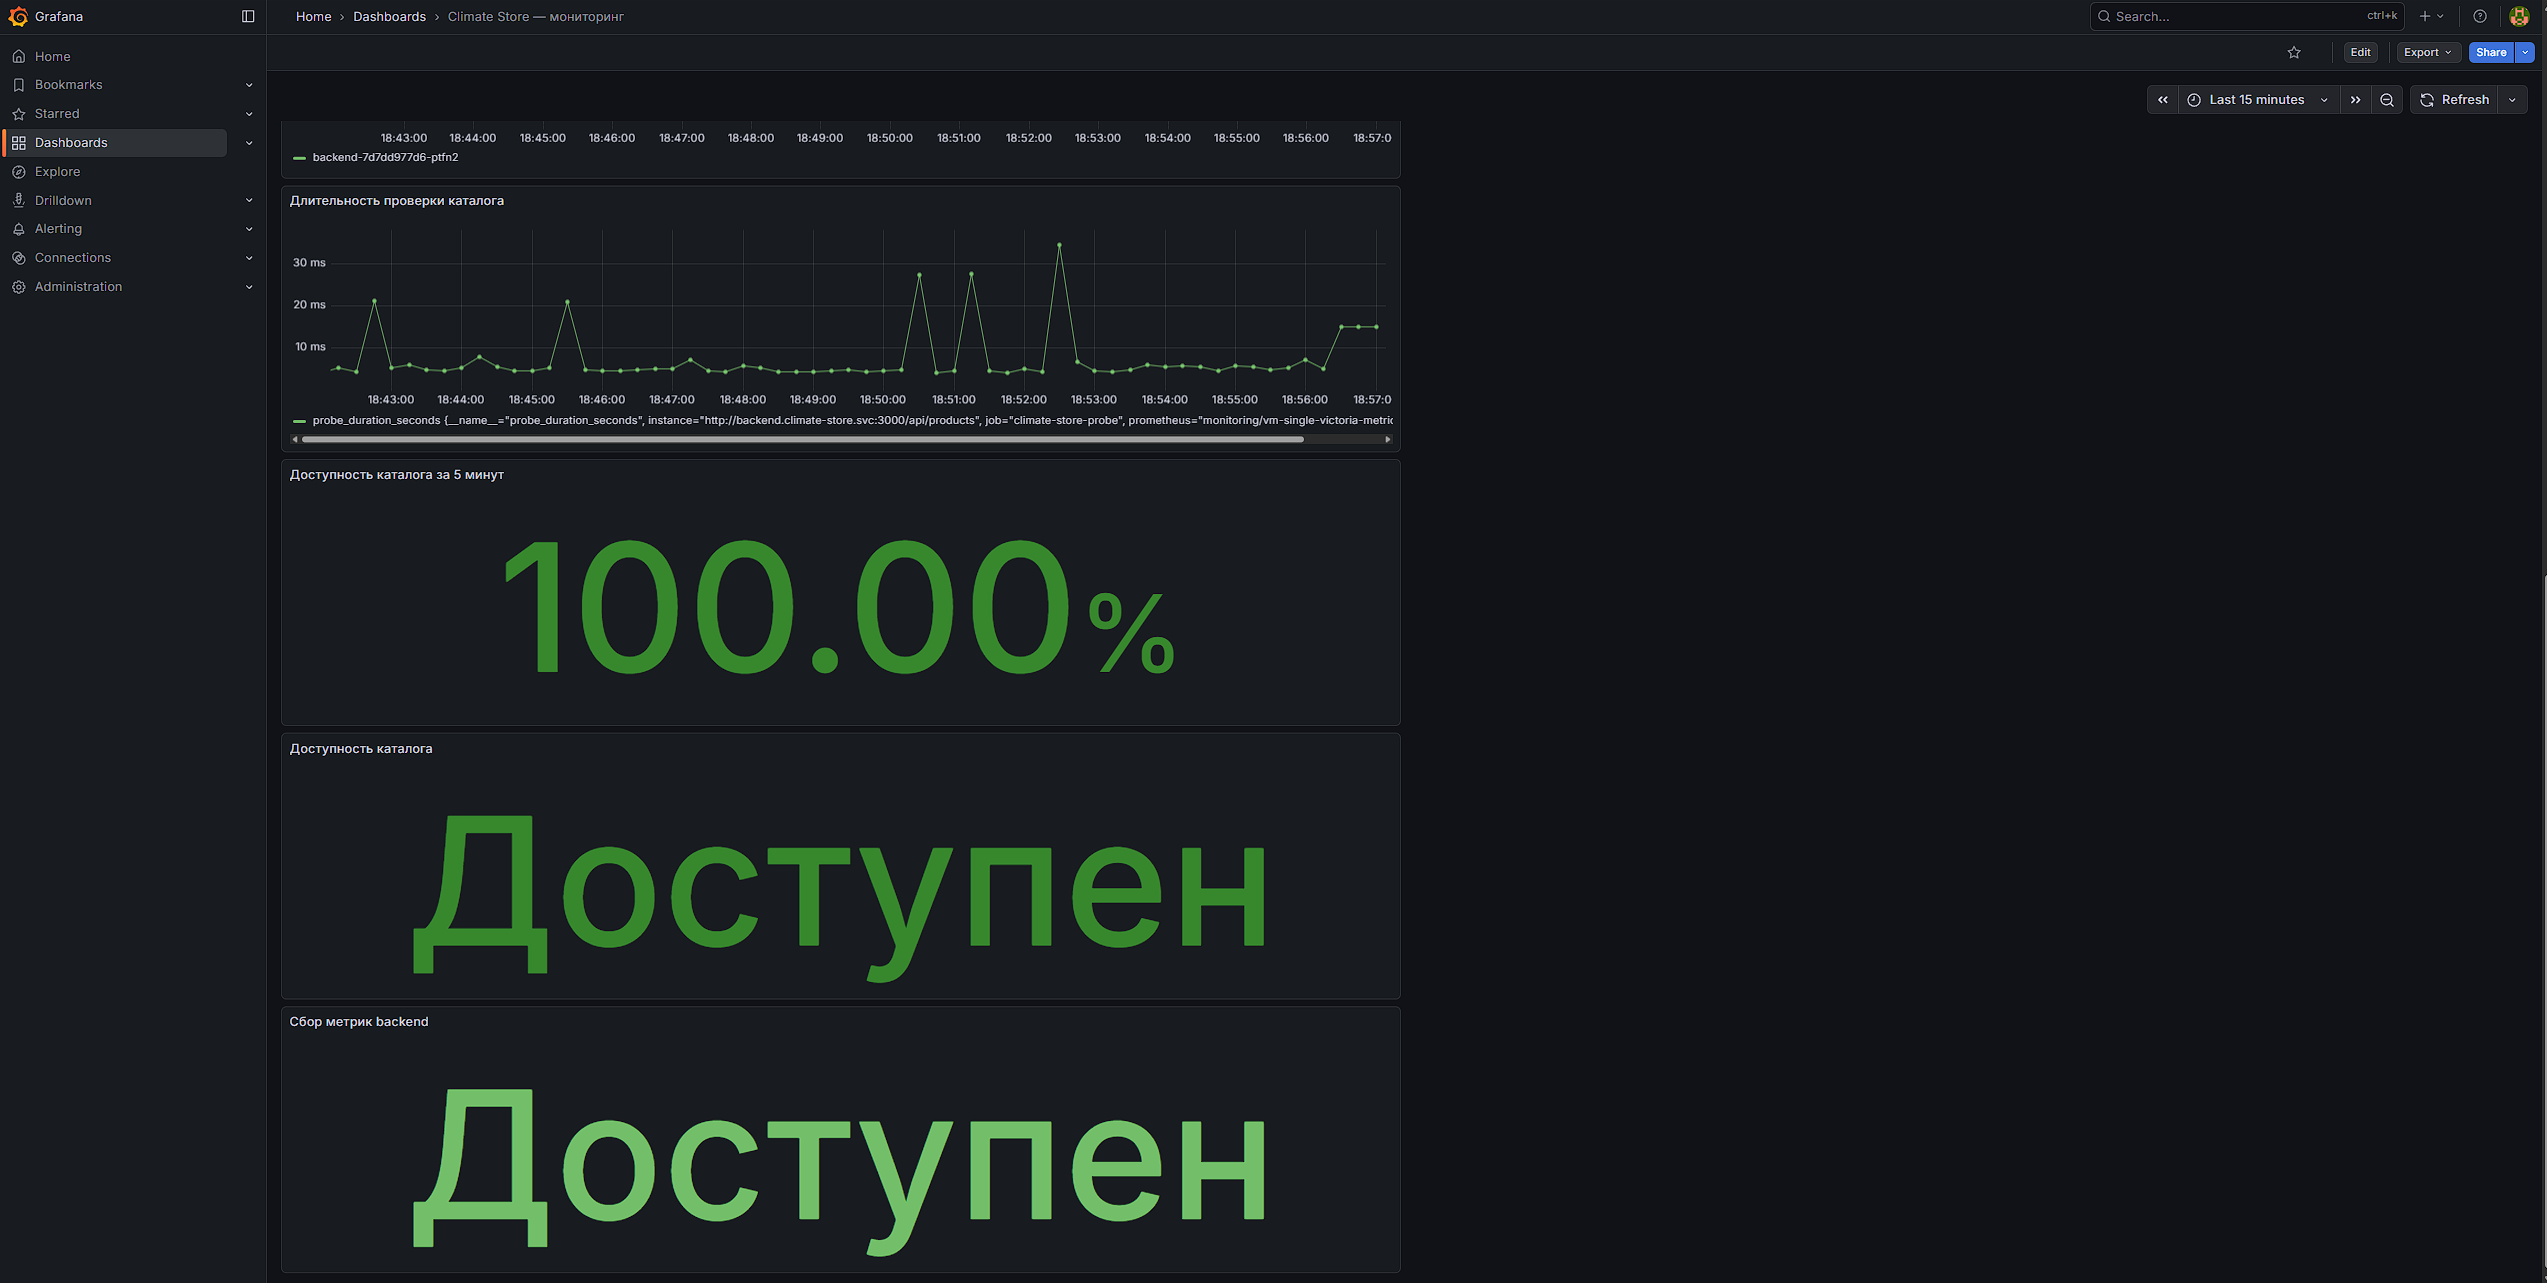 Grafana
Home › Dashboards › Climate Store — мониторинг
Search...
ctrl+k
Home
Bookmarks
Starred
Dashboards
Explore
Drilldown
Alerting
Connections
Administration
Edit
Export
Share
Last 15 minutes
Refresh
18:43:00 18:44:00 18:45:00 18:46:00 18:47:00 18:48:00 18:49:00 18:50:00 18:51:00 18:52:00 18:53:00 18:54:00 18:55:00 18:56:00 18:57:0
backend-7d7dd977d6-ptfn2
Длительность проверки каталога
30 ms
20 ms
10 ms
18:43:00 18:44:00 18:45:00 18:46:00 18:47:00 18:48:00 18:49:00 18:50:00 18:51:00 18:52:00 18:53:00 18:54:00 18:55:00 18:56:00 18:57:0
probe_duration_seconds {__name__="probe_duration_seconds", instance="http://backend.climate-store.svc:3000/api/products", job="climate-store-probe", prometheus="monitoring/vm-single-victoria-metric
Доступность каталога за 5 минут
100.00%
Доступность каталога
Доступен
Сбор метрик backend
Доступен